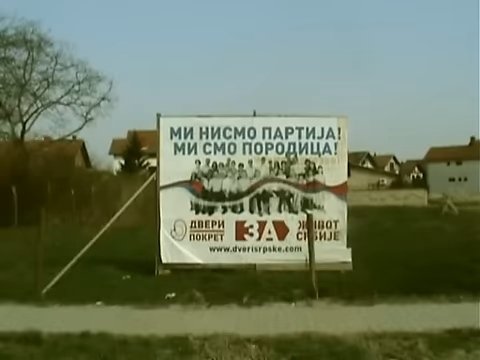 МИ НИСМО ПАРТИЈА!
МИ СМО ПОРОДИЦА!
ДВЕРИ
ПОКРЕТ
ЗА
ЖИВОТ
СРБИЈЕ
www.dverisrpske.com